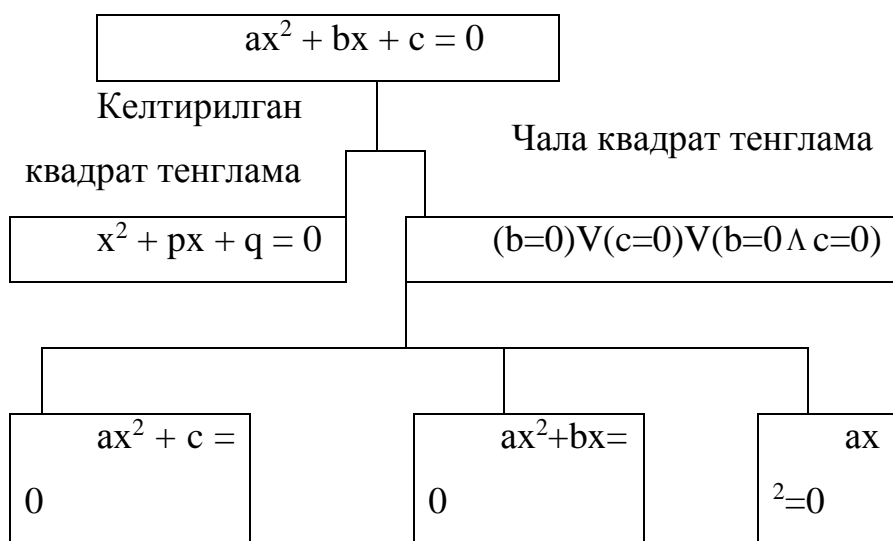 ax² + bx + c = 0
Келтирилган
квадрат тенглама
Чала квадрат тенглама
x² + px + q = 0
(b=0)V(c=0)V(b=0 Λ c=0)
ax² + c =
0
ax²+bx=
0
ax
²=0